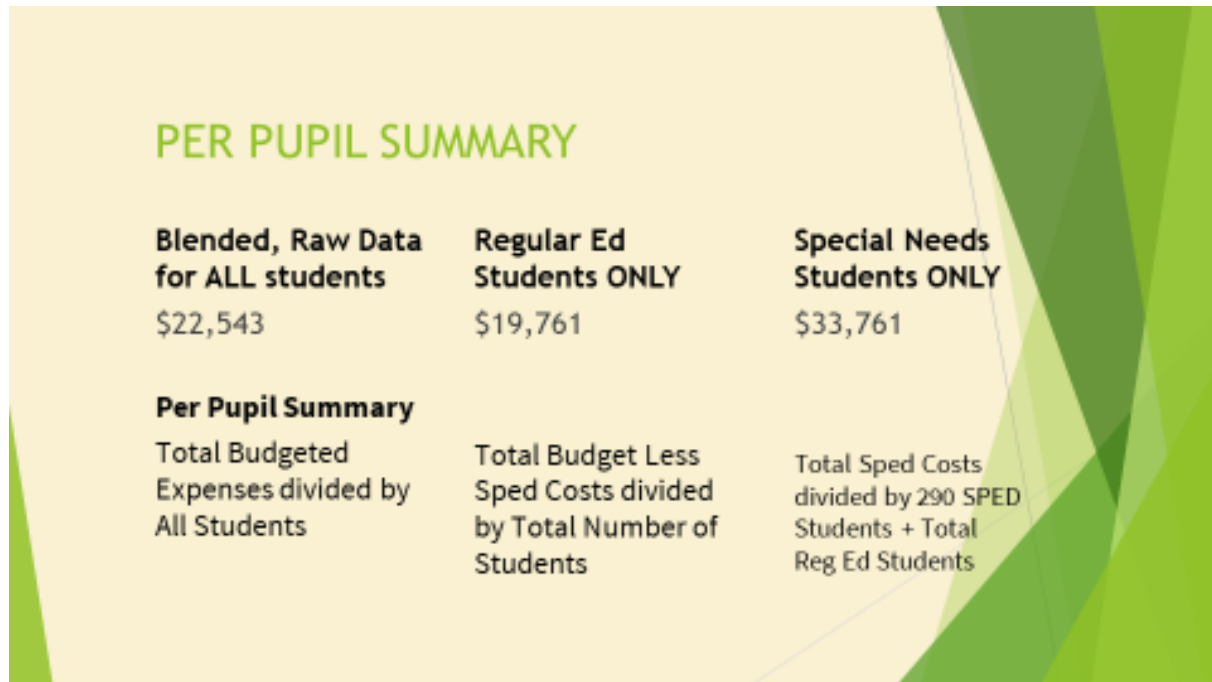 PER PUPIL SUMMARY
Blended, Raw Data
for ALL students
$22,543
Regular Ed
Students ONLY
$19,761
Special Needs
Students ONLY
$33,761
Per Pupil Summary
Total Budgeted
Expenses divided by
All Students
Total Budget Less
Sped Costs divided
by Total Number of
Students
Total Sped Costs
divided by 290 SPED
Students + Total
Reg Ed Students